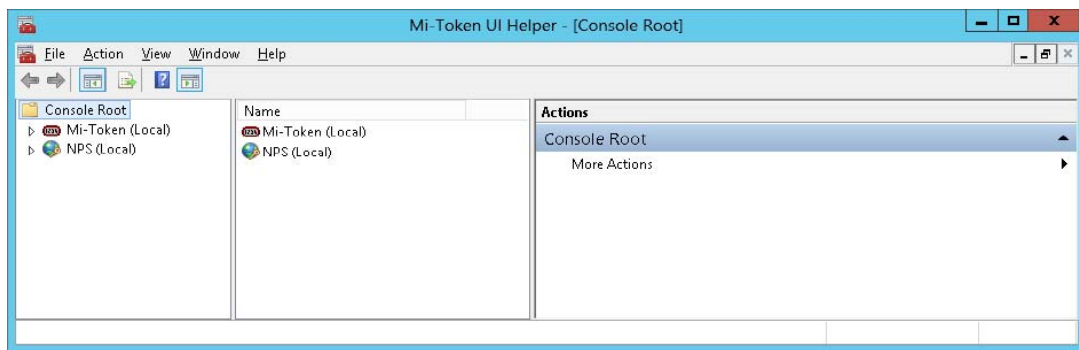 Mi-Token UI Helper - [Console Root]
File Action View Window Help
Console Root
Mi-Token (Local)
NPS (Local)
Name
Mi-Token (Local)
NPS (Local)
Actions
Console Root
More Actions